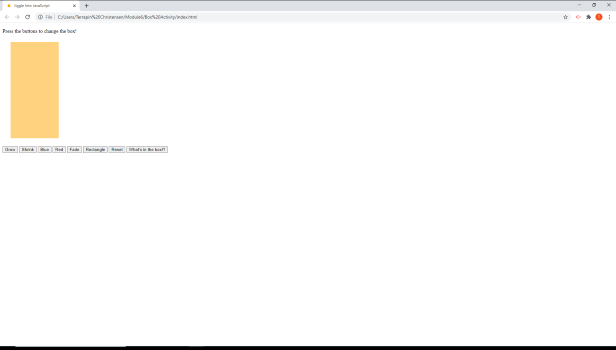 Jiggle Into JavaScript
File | C:/Users/Terrapin%20Christensen/Module6/Box%20Activity/index.html
Press the buttons to change the box!
Grow Shrink Blue Red Fade Rectangle Reset What's in the box?!